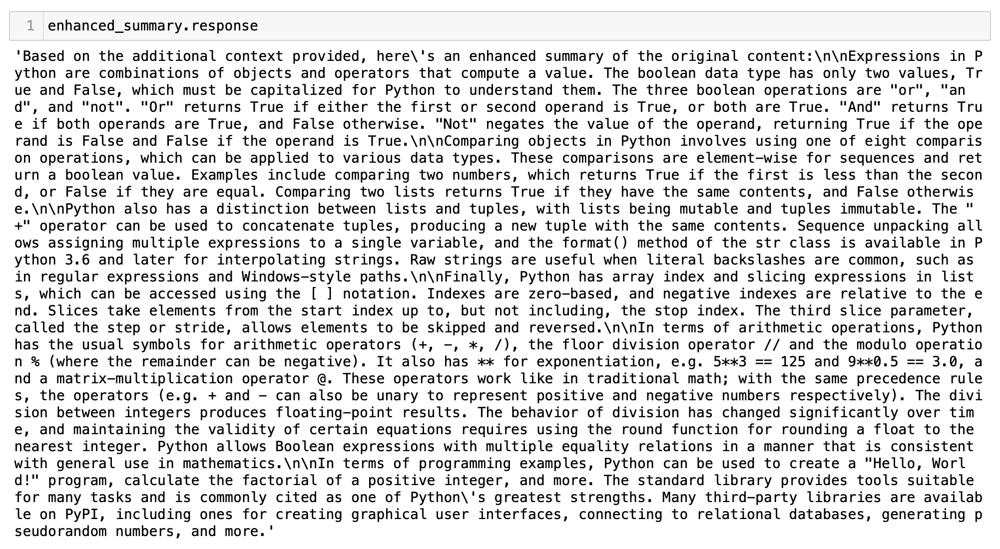 1 enhanced_summary.response
'Based on the additional context provided, here\'s an enhanced summary of the original content:\n\nExpressions in P
ython are combinations of objects and operators that compute a value. The boolean data type has only two values, Tr
ue and False, which must be capitalized for Python to understand them. The three boolean operations are "or", "an
d", and "not". "Or" returns True if either the first or second operand is True, or both are True. "And" returns Tru
e if both operands are True, and False otherwise. "Not" negates the value of the operand, returning True if the ope
rand is False and False if the operand is True.\n\nComparing objects in Python involves using one of eight comparis
on operations, which can be applied to various data types. These comparisons are element-wise for sequences and ret
urn a boolean value. Examples include comparing two numbers, which returns True if the first is less than the secon
d, or False if they are equal. Comparing two lists returns True if they have the same contents, and False otherwis
e.\n\nPython also has a distinction between lists and tuples, with lists being mutable and tuples immutable. The "
+" operator can be used to concatenate tuples, producing a new tuple with the same contents. Sequence unpacking all
ows assigning multiple expressions to a single variable, and the format() method of the str class is available in P
ython 3.6 and later for interpolating strings. Raw strings are useful when literal backslashes are common, such as
in regular expressions and Windows-style paths.\n\nFinally, Python has array index and slicing expressions in list
s, which can be accessed using the [ ] notation. Indexes are zero-based, and negative indexes are relative to the e
nd. Slices take elements from the start index up to, but not including, the stop index. The third slice parameter,
called the step or stride, allows elements to be skipped and reversed.\n\nIn terms of arithmetic operations, Python
has the usual symbols for arithmetic operators (+, -, *, /), the floor division operator // and the modulo operatio
n % (where the remainder can be negative). It also has ** for exponentiation, e.g. 5**3 == 125 and 9**0.5 == 3.0, a
nd a matrix-multiplication operator @. These operators work like in traditional math; with the same precedence rule
s, the operators (e.g. + and - can also be unary to represent positive and negative numbers respectively). The divi
sion between integers produces floating-point results. The behavior of division has changed significantly over tim
e, and maintaining the validity of certain equations requires using the round function for rounding a float to the
nearest integer. Python allows Boolean expressions with multiple equality relations in a manner that is consistent
with general use in mathematics.\n\nIn terms of programming examples, Python can be used to create a "Hello, Worl
d!" program, calculate the factorial of a positive integer, and more. The standard library provides tools suitable
for many tasks and is commonly cited as one of Python\'s greatest strengths. Many third-party libraries are availab
le on PyPI, including ones for creating graphical user interfaces, connecting to relational databases, generating p
seudorandom numbers, and more.'